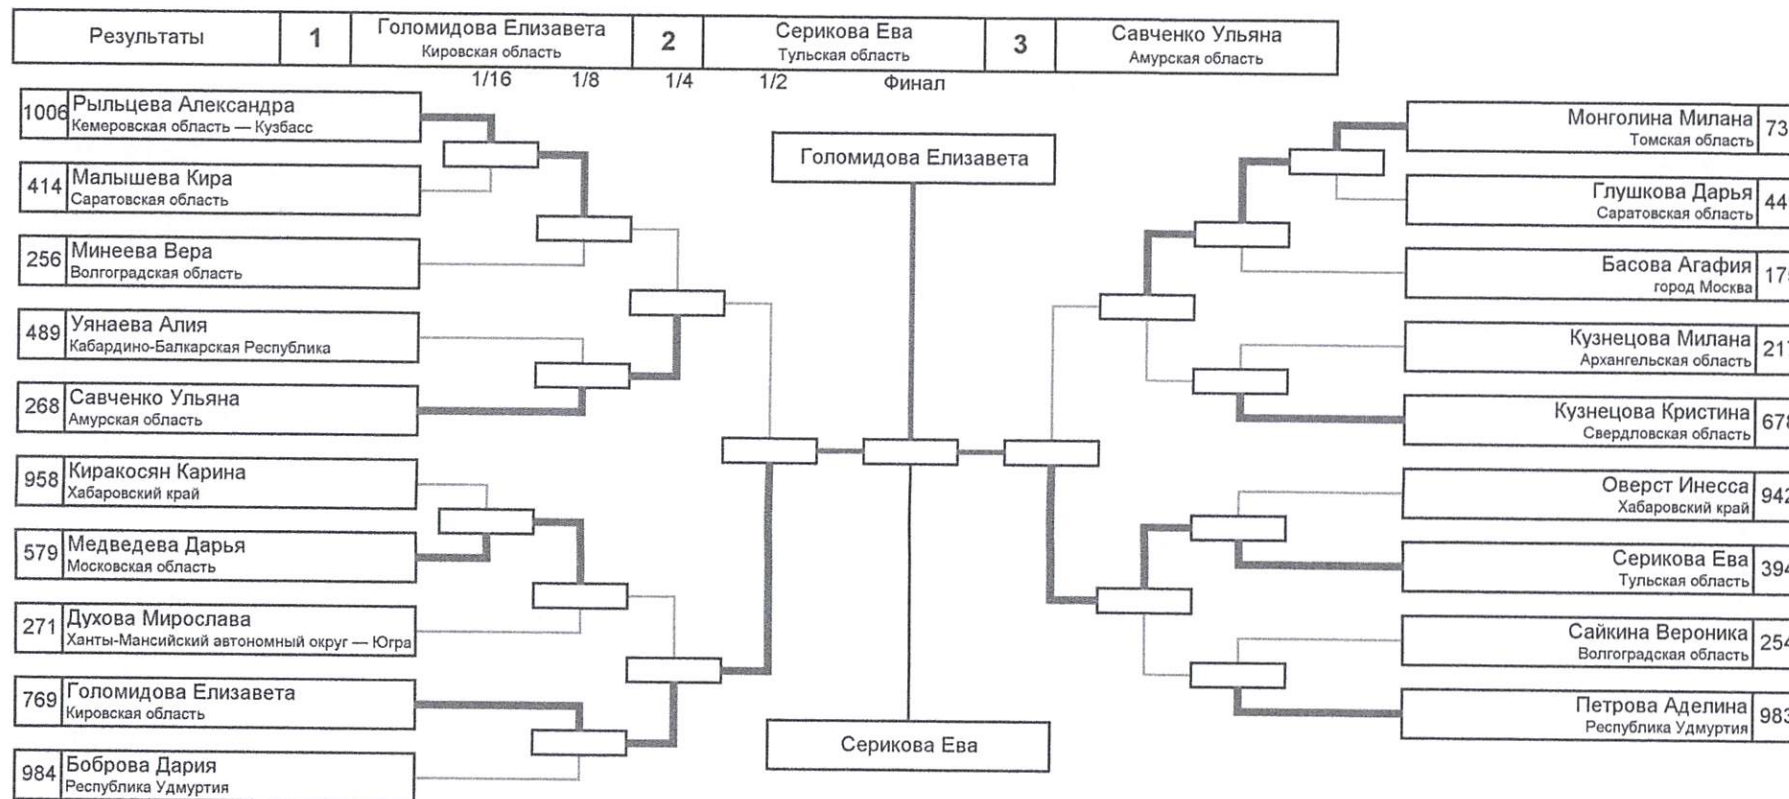 Результаты 1 Голомидова Елизавета 2 Серикова Ева 3 Савченко Ульяна
Кировская область Тульская область Амурская область
1/16 1/8 1/4 1/2 Финал
1006 Рыльцева Александра
Кемеровская область — Кузбасс
414 Малышева Кира
Саратовская область
256 Минеева Вера
Волгоградская область
489 Уянаева Алия
Кабардино-Балкарская Республика
268 Савченко Ульяна
Амурская область
958 Киракосян Карина
Хабаровский край
579 Медведева Дарья
Московская область
271 Духова Мирослава
Ханты-Мансийский автономный округ — Югра
769 Голомидова Елизавета
Кировская область
984 Боброва Дария
Республика Удмуртия
Голомидова Елизавета
Серикова Ева
Монголина Милана
Томская область
Глушкова Дарья
Саратовская область
Басова Агафия
город Москва
Кузнецова Милана
Архангельская область
Кузнецова Кристина 678
Свердловская область
Оверст Инесса 942
Хабаровский край
Серикова Ева 394
Тульская область
Сайкина Вероника 254
Волгоградская область
Петрова Аделина 983
Республика Удмуртия